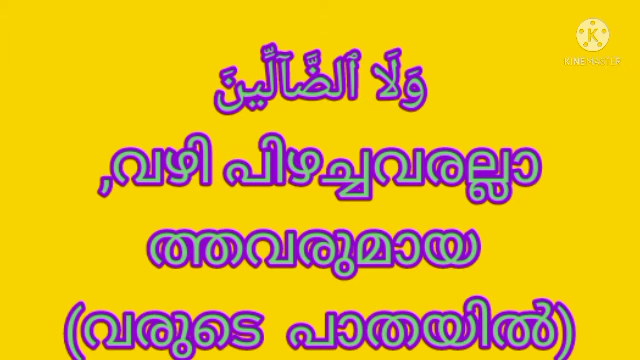 KINEMASTER
وَلَا ٱلضَّآلِّينَ
,വഴി പിഴച്ചവരല്ലാ
ത്തവരുമായ
(വരുടെ പാതയിൽ)